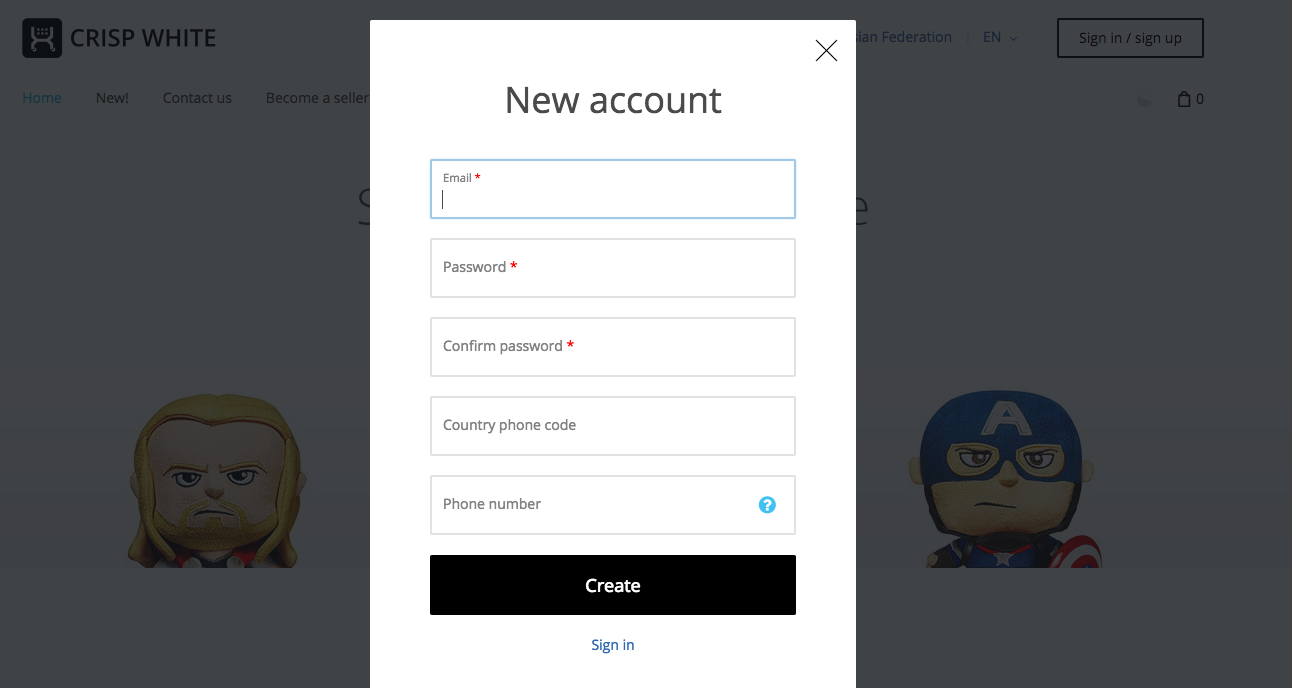 CRISP WHITE
Federation
EN
Sign in / sign up
Home
New!
Contact us
Become a seller
0
New account
Email *
Password *
Confirm password *
Country phone code
Phone number
?
Create
Sign in
A